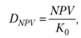 D_NPV = NPV / K_0,